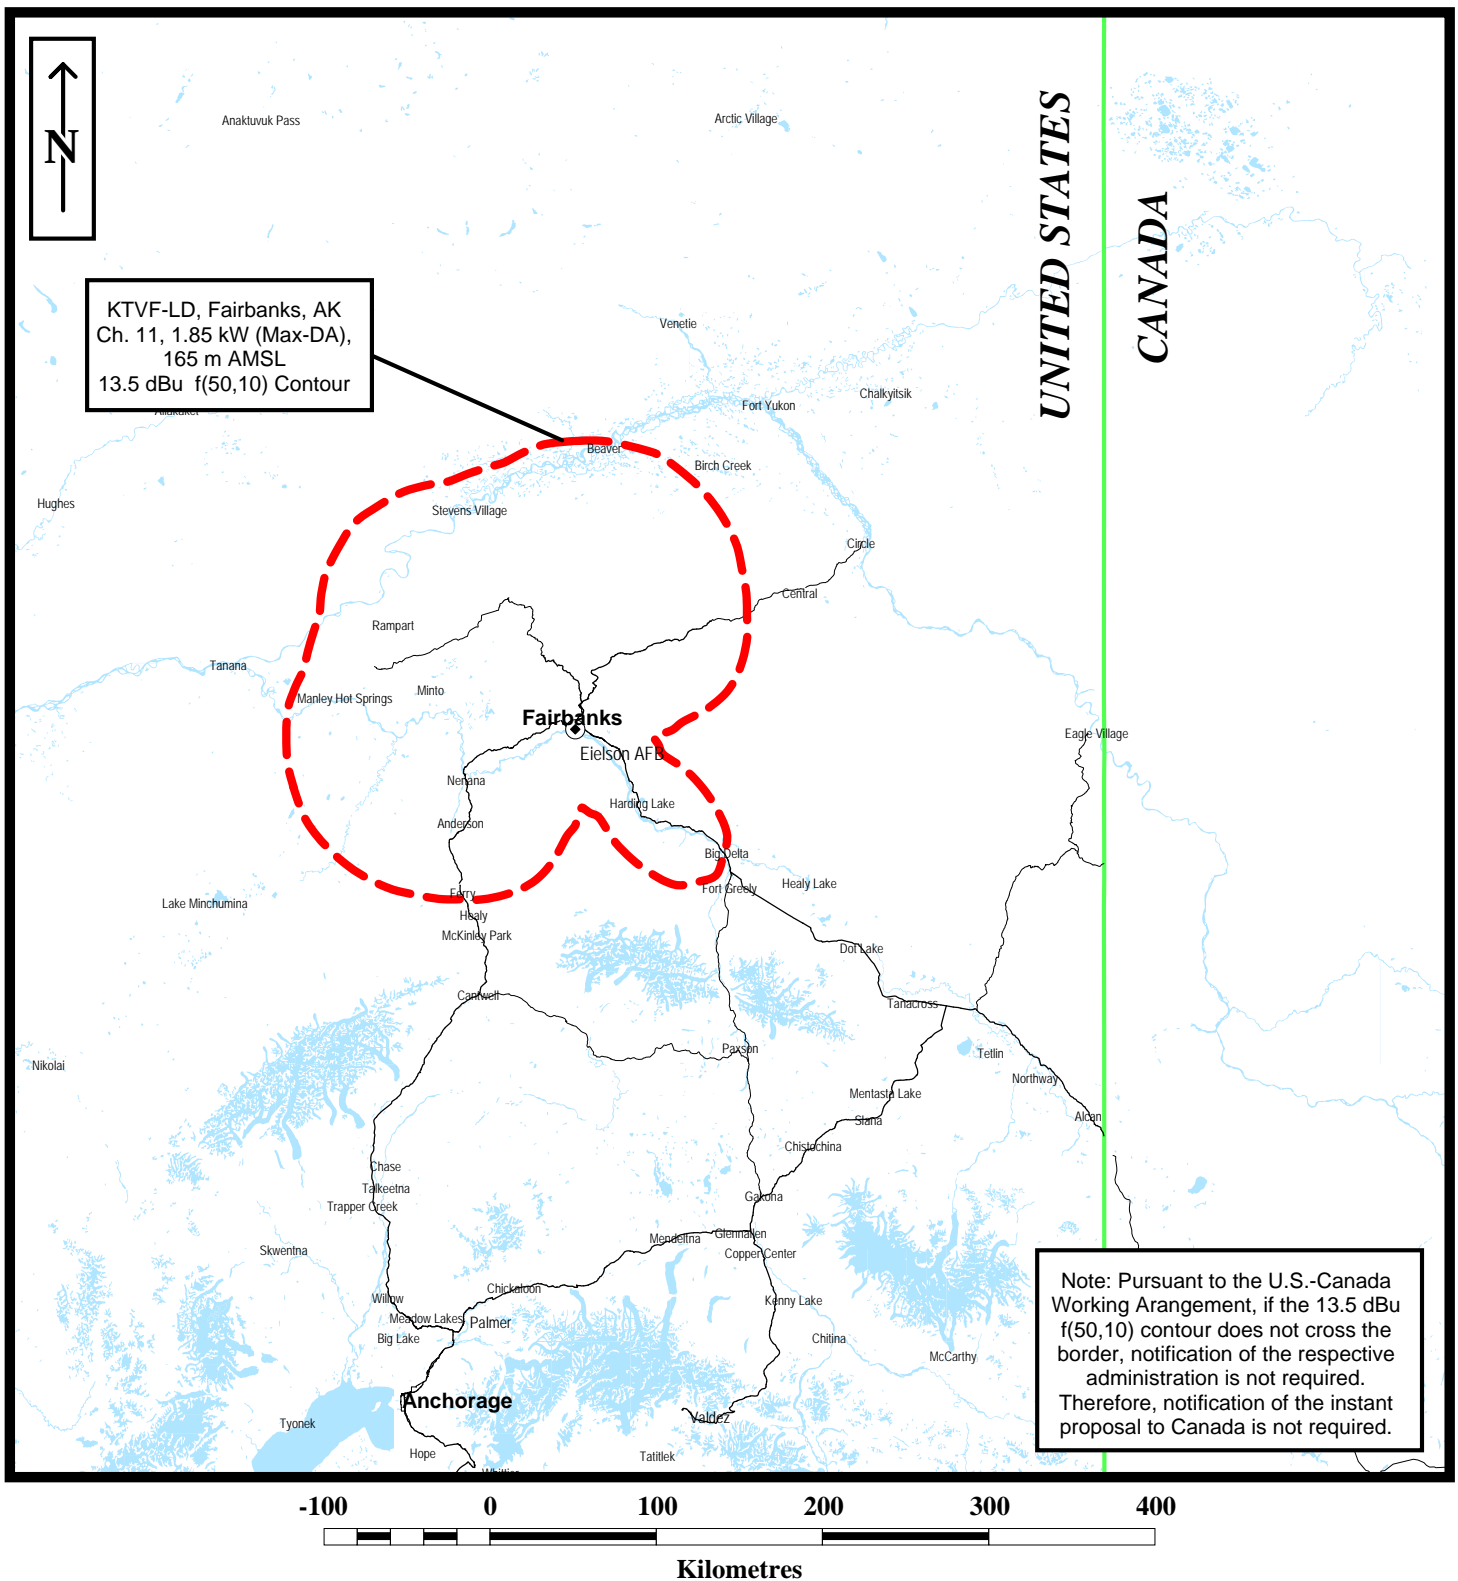 N
UNITED STATES
CANADA
Anaktuvuk Pass
Arctic Village
KTVF-LD, Fairbanks, AK
Ch. 11, 1.85 kW (Max-DA),
165 m AMSL
13.5 dBu f(50,10) Contour
Venetie
Chalkyitsik
Fort Yukon
Allakaket
Beaver
Birch Creek
Hughes
Stevens Village
Circle
Central
Rampart
Tanana
Minto
Manley Hot Springs
Fairbanks
Eagle Village
Eielson AFB
Nenana
Harding Lake
Anderson
Big Delta
Healy Lake
Fort Greely
Ferry
Lake Minchumina
Healy
McKinley Park
Dot Lake
Cantwell
Tanacross
Paxson
Tetlin
Nikolai
Northway
Mentasta Lake
Alcan
Slana
Chistochina
Chase
Talkeetna
Gakona
Trapper Creek
Glennallen
Mendeltna
Skwentna
Copper Center
Chickaloon
Willow
Kenny Lake
Meadow Lakes
Palmer
Big Lake
Chitina
McCarthy
Anchorage
Valdez
Tyonek
Hope
Tatitlek
Whittier
Note: Pursuant to the U.S.-Canada
Working Arangement, if the 13.5 dBu
f(50,10) contour does not cross the
border, notification of the respective
administration is not required.
Therefore, notification of the instant
proposal to Canada is not required.
-100 0 100 200 300 400
Kilometres